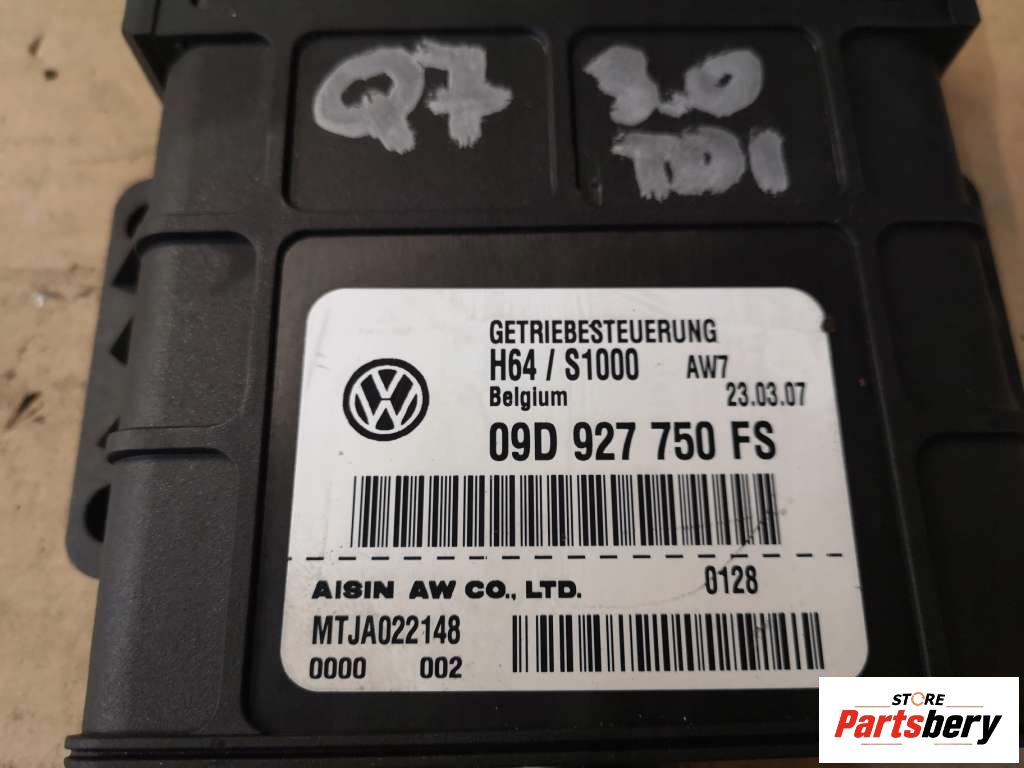 Q7 3.0
TDI
GETRIEBESTEUERUNG
H64 / S1000 AW7
Belgium 23.03.07
09D 927 750 FS
AISIN AW CO., LTD. 0128
MTJA022148
0000 002
STORE
Partsbery